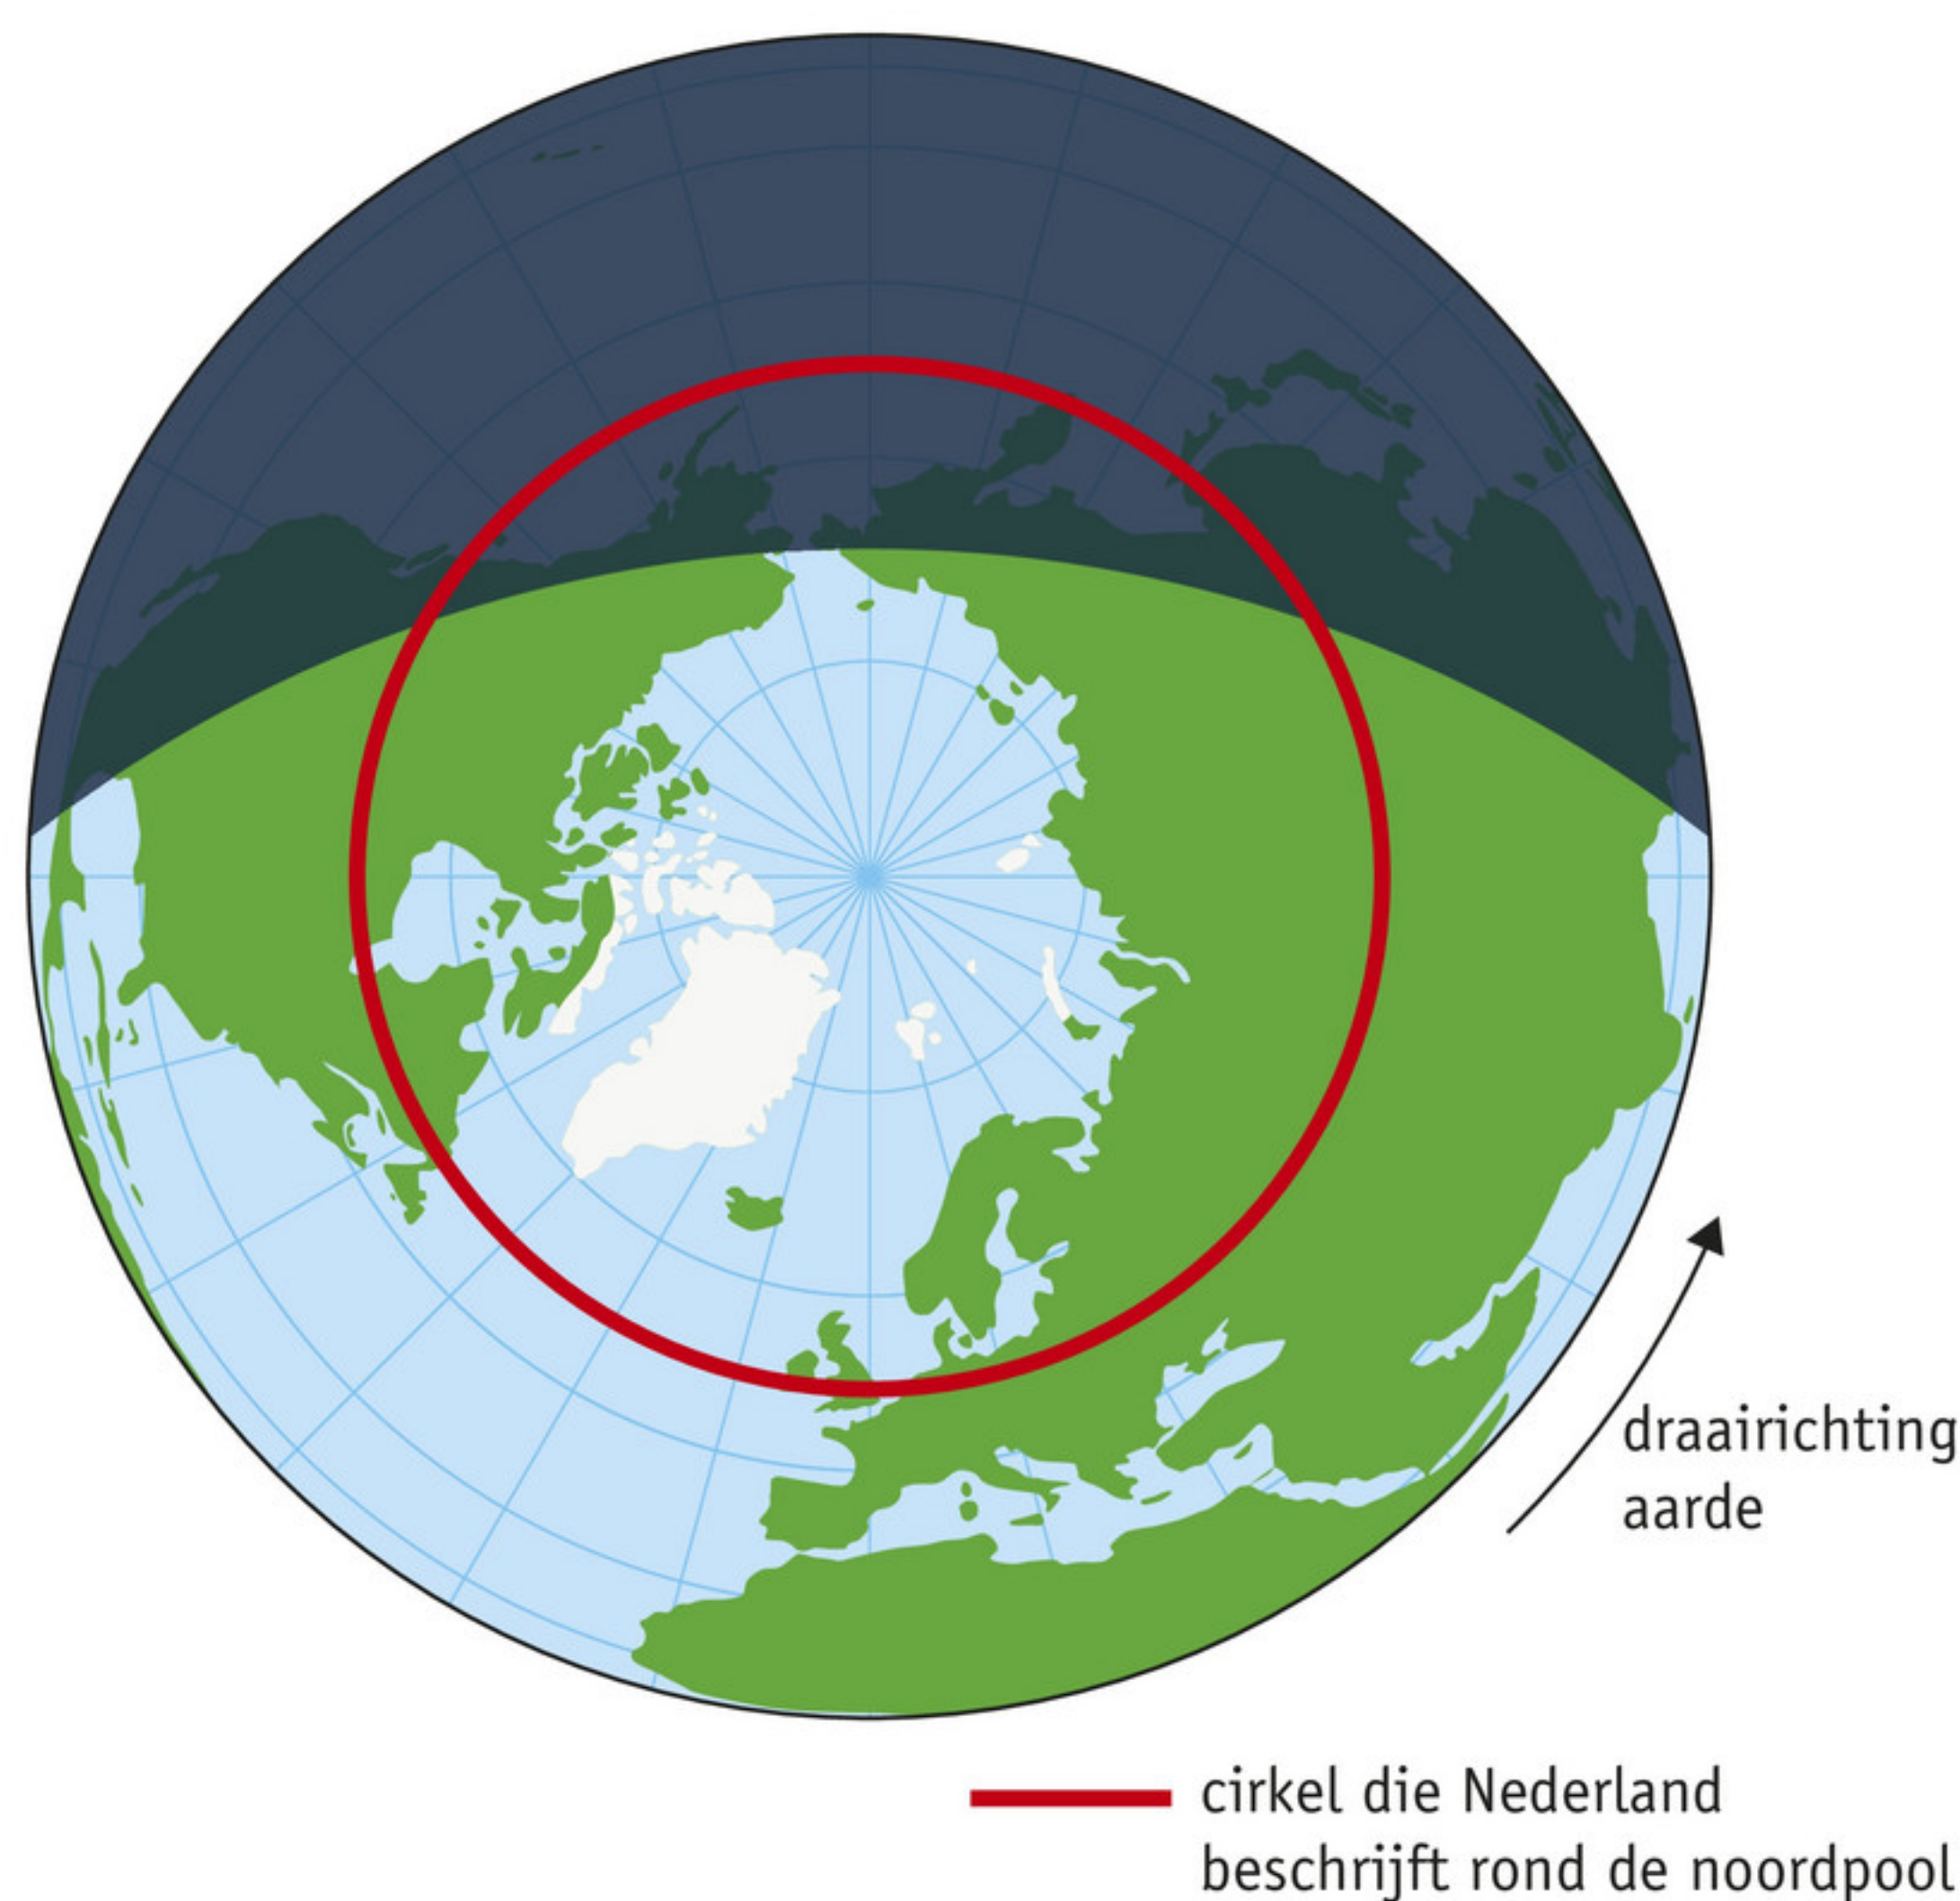 draairichting
aarde
cirkel die Nederland
beschrijft rond de noordpool